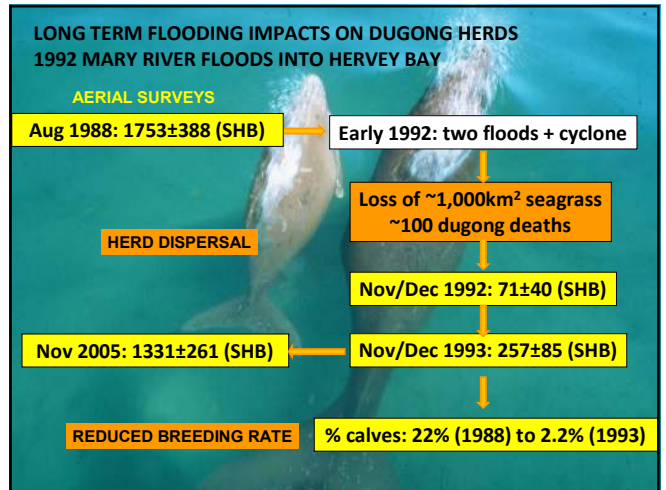 LONG TERM FLOODING IMPACTS ON DUGONG HERDS
1992 MARY RIVER FLOODS INTO HERVEY BAY
AERIAL SURVEYS
Aug 1988: 1753±388 (SHB)
Early 1992: two floods + cyclone
Loss of ~1,000km² seagrass
~100 dugong deaths
HERD DISPERSAL
Nov/Dec 1992: 71±40 (SHB)
Nov 2005: 1331±261 (SHB)
Nov/Dec 1993: 257±85 (SHB)
REDUCED BREEDING RATE
% calves: 22% (1988) to 2.2% (1993)